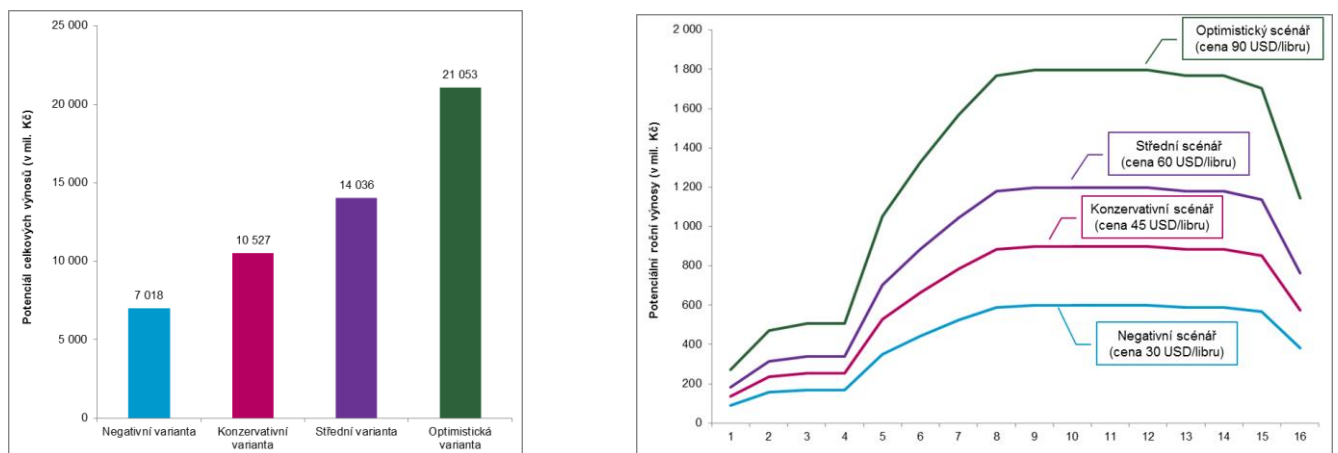 Potenciál celkových výnosů (v mil. Kč)
25 000
20 000
15 000
10 000
5 000
0
7 018
10 527
14 036
21 053
Negativní varianta
Konzervativní
varianta
Střední varianta
Optimistická
varianta
Potenciální roční výnosy (v mil. Kč)
2 000
1 800
1 600
1 400
1 200
1 000
800
600
400
200
0
Optimistický scénář
(cena 90 USD/libru)
Střední scénář
(cena 60 USD/libru)
Konzervativní scénář
(cena 45 USD/libru)
Negativní scénář
(cena 30 USD/libru)
1 2 3 4 5 6 7 8 9 10 11 12 13 14 15 16